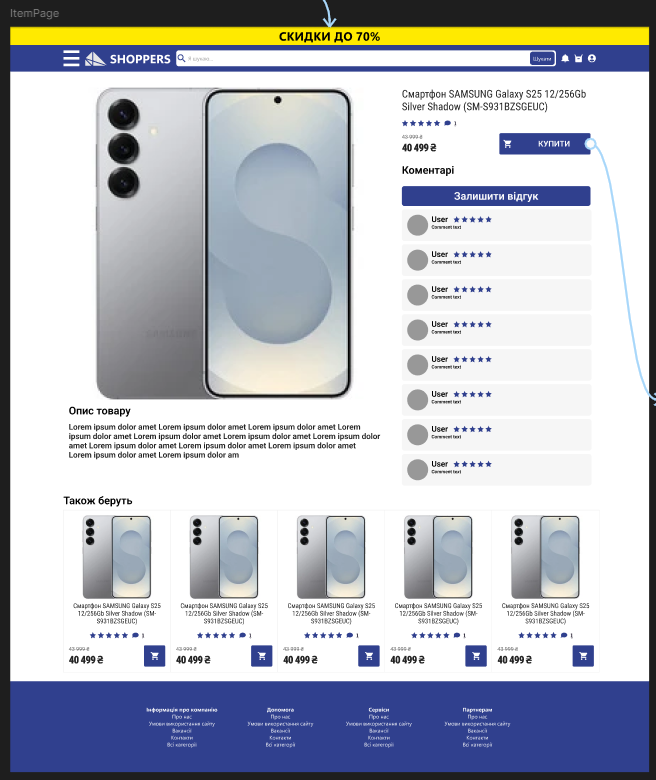 ItemPage
СКИДКИ ДО 70%
SHOPPERS
Я шукаю...
Шукати
Смартфон SAMSUNG Galaxy S25 12/256Gb
Silver Shadow (SM-S931BZSGEUC)
1
43 999 ₴
40 499 ₴
КУПИТИ
Коментарі
Залишити відгук
User
Comment text
User
Comment text
User
Comment text
User
Comment text
User
Comment text
User
Comment text
User
Comment text
User
Comment text
SAMSUNG
Опис товару
Lorem ipsum dolor amet Lorem ipsum dolor amet Lorem ipsum dolor amet Lorem
ipsum dolor amet Lorem ipsum dolor amet Lorem ipsum dolor amet Lorem ipsum dolor
amet Lorem ipsum dolor amet Lorem ipsum dolor amet Lorem ipsum dolor amet
Lorem ipsum dolor amet Lorem ipsum dolor am
Також беруть
Смартфон SAMSUNG Galaxy S25
12/256Gb Silver Shadow (SM-
S931BZSGEUC)
1
43 999 ₴
40 499 ₴
Смартфон SAMSUNG Galaxy S25
12/256Gb Silver Shadow (SM-
S931BZSGEUC)
1
43 999 ₴
40 499 ₴
Смартфон SAMSUNG Galaxy S25
12/256Gb Silver Shadow (SM-
S931BZSGEUC)
1
43 999 ₴
40 499 ₴
Смартфон SAMSUNG Galaxy S25
12/256Gb Silver Shadow (SM-
S931BZSGEUC)
1
43 999 ₴
40 499 ₴
Смартфон SAMSUNG Galaxy S25
12/256Gb Silver Shadow (SM-
S931BZSGEUC)
1
43 999 ₴
40 499 ₴
Інформація про компанію
Про нас
Умови використання сайту
Вакансії
Контакти
Всі категорії
Допомога
Про нас
Умови використання сайту
Вакансії
Контакти
Всі категорії
Сервіси
Про нас
Умови використання сайту
Вакансії
Контакти
Всі категорії
Партнерам
Про нас
Умови використання сайту
Вакансії
Контакти
Всі категорії